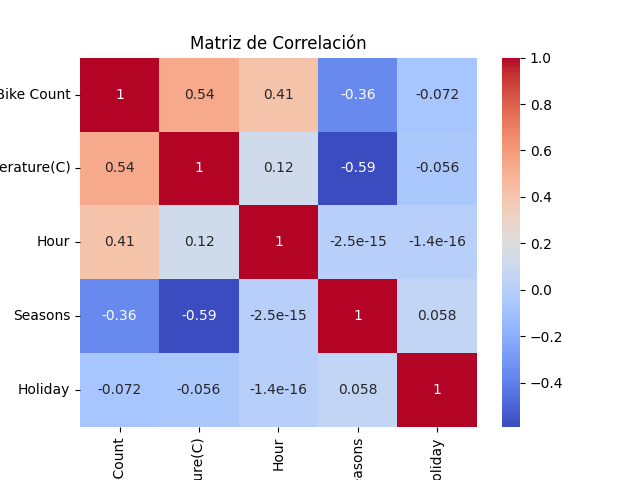 Matriz de Correlación
Bike Count 1 0.54 0.41 -0.36 -0.072
erature(C) 0.54 1 0.12 -0.59 -0.056
Hour 0.41 0.12 1 -2.5e-15 -1.4e-16
Seasons -0.36 -0.59 -2.5e-15 1 0.058
Holiday -0.072 -0.056 -1.4e-16 0.058 1
Count ure(C) Hour easons oliday
1.0
0.8
0.6
0.4
0.2
0.0
−0.2
−0.4